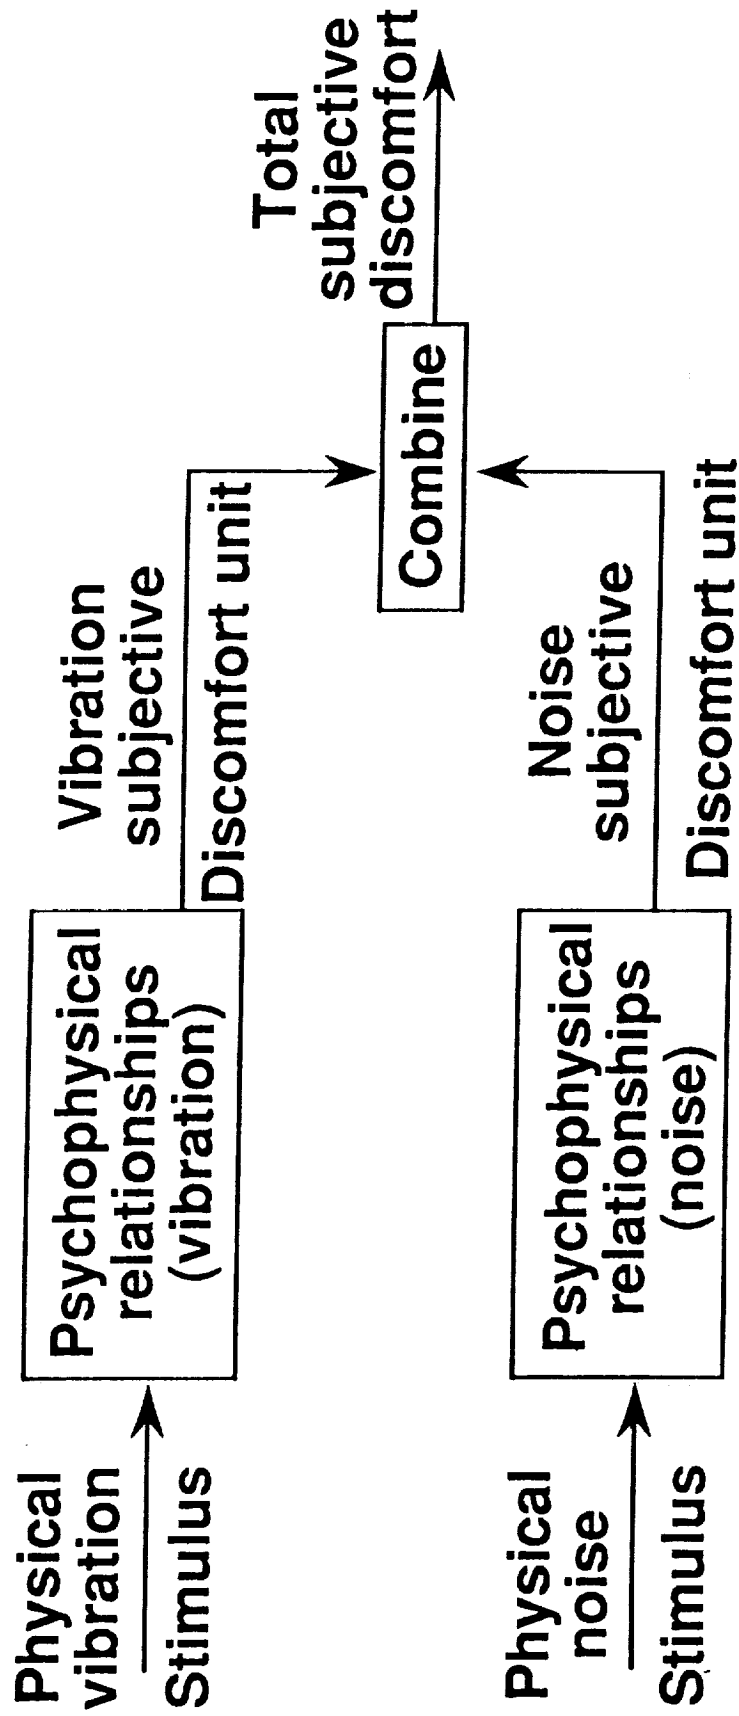 Physical
vibration
Stimulus
Psychophysical
relationships
(vibration)
Vibration
subjective
Discomfort unit
Combine
Total
subjective
discomfort
Physical
noise
Stimulus
Psychophysical
relationships
(noise)
Noise
subjective
Discomfort unit